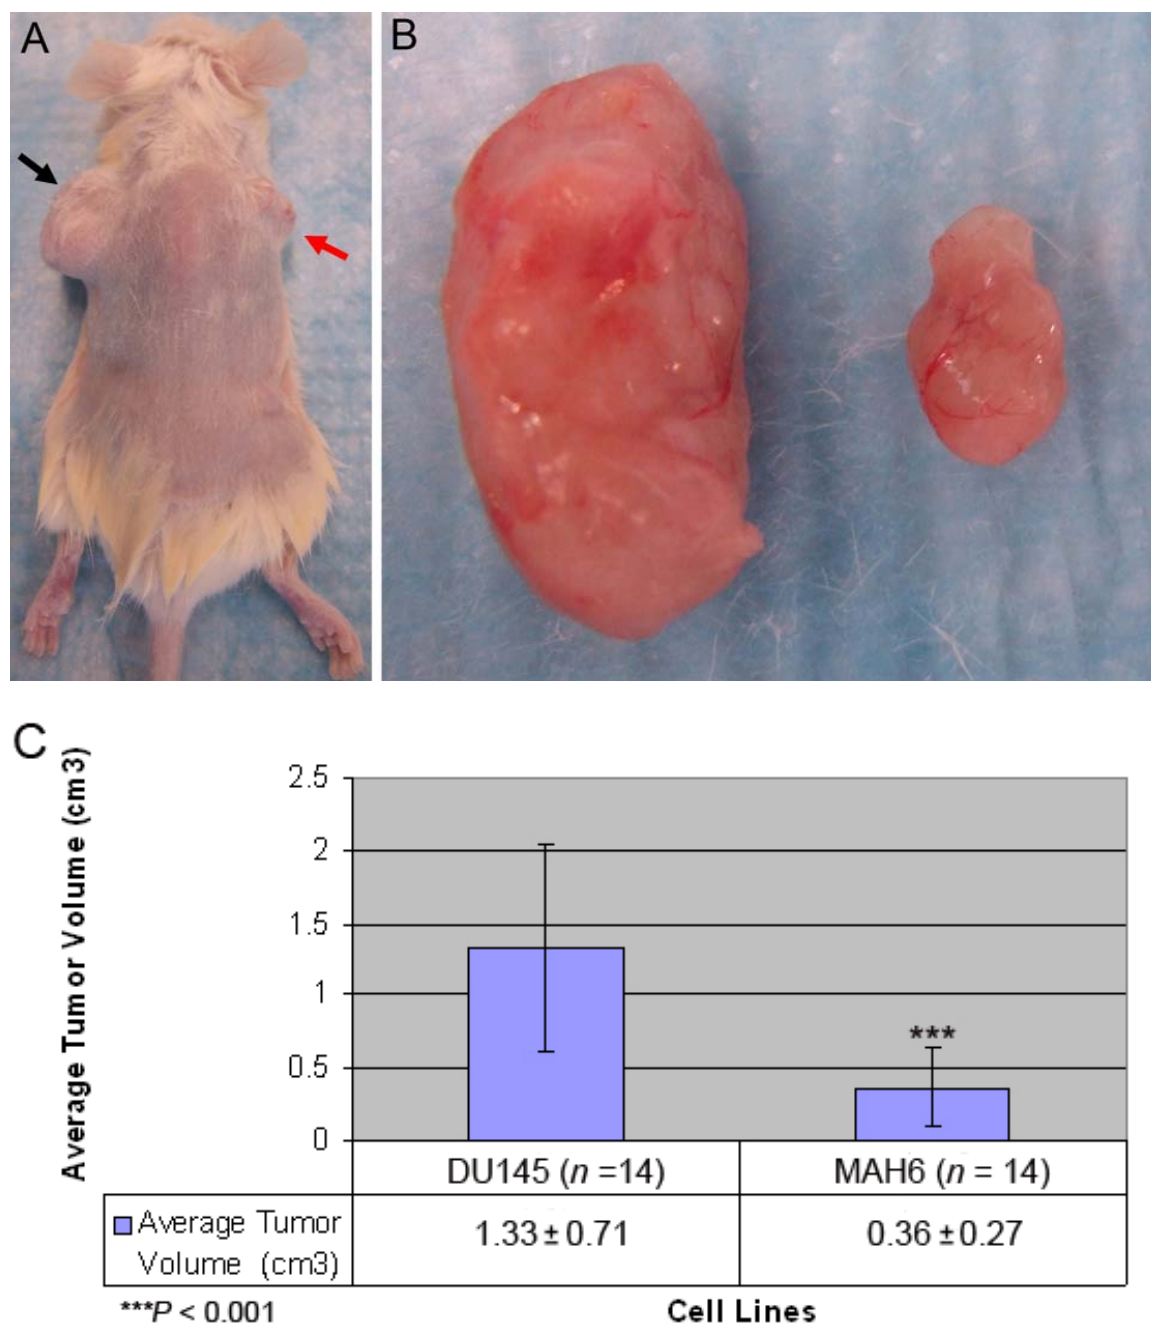 A
B
C
Average Tumor Volume (cm3)
2.5
2
1.5
1
0.5
0
***
DU145 (n =14)
MAH6 (n = 14)
Average Tumor
Volume (cm3)
1.33 ± 0.71
0.36 ± 0.27
***P < 0.001
Cell Lines